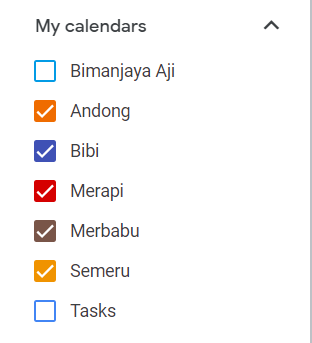 My calendars
Bimanjaya Aji
Andong
Bibi
Merapi
Merbabu
Semeru
Tasks